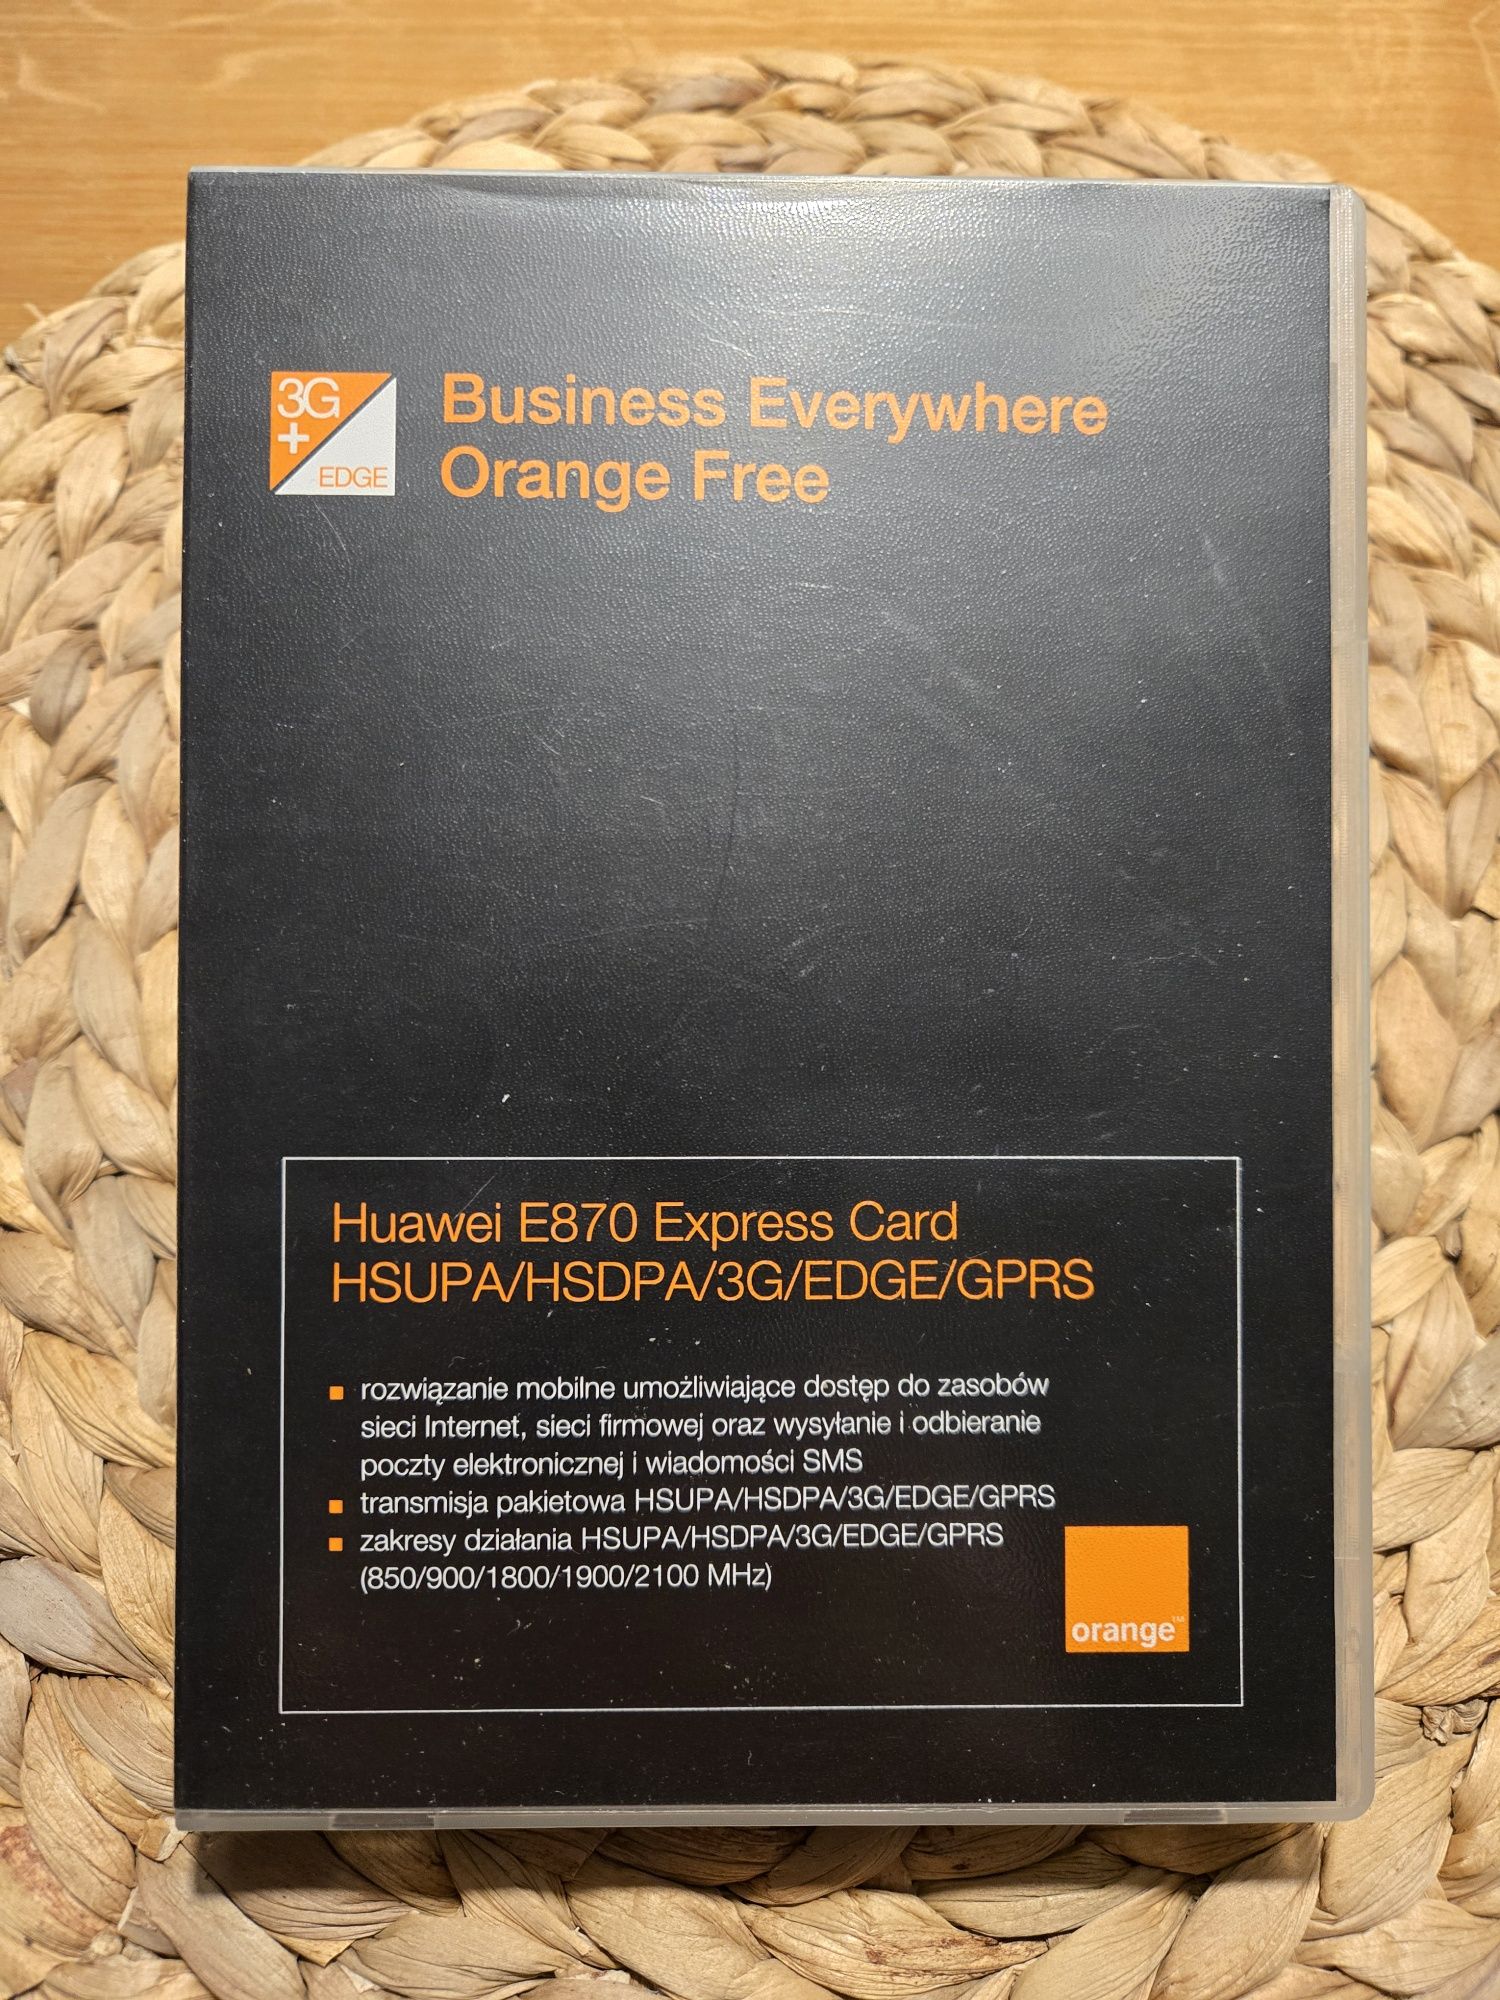 3G
+
EDGE
Business Everywhere
Orange Free
Huawei E870 Express Card
HSUPA/HSDPA/3G/EDGE/GPRS
rozwiązanie mobilne umożliwiające dostęp do zasobów
sieci Internet, sieci firmowej oraz wysyłanie i odbieranie
poczty elektronicznej i wiadomości SMS
transmisja pakietowa HSUPA/HSDPA/3G/EDGE/GPRS
zakresy działania HSUPA/HSDPA/3G/EDGE/GPRS
(850/900/1800/1900/2100 MHz)
orange™